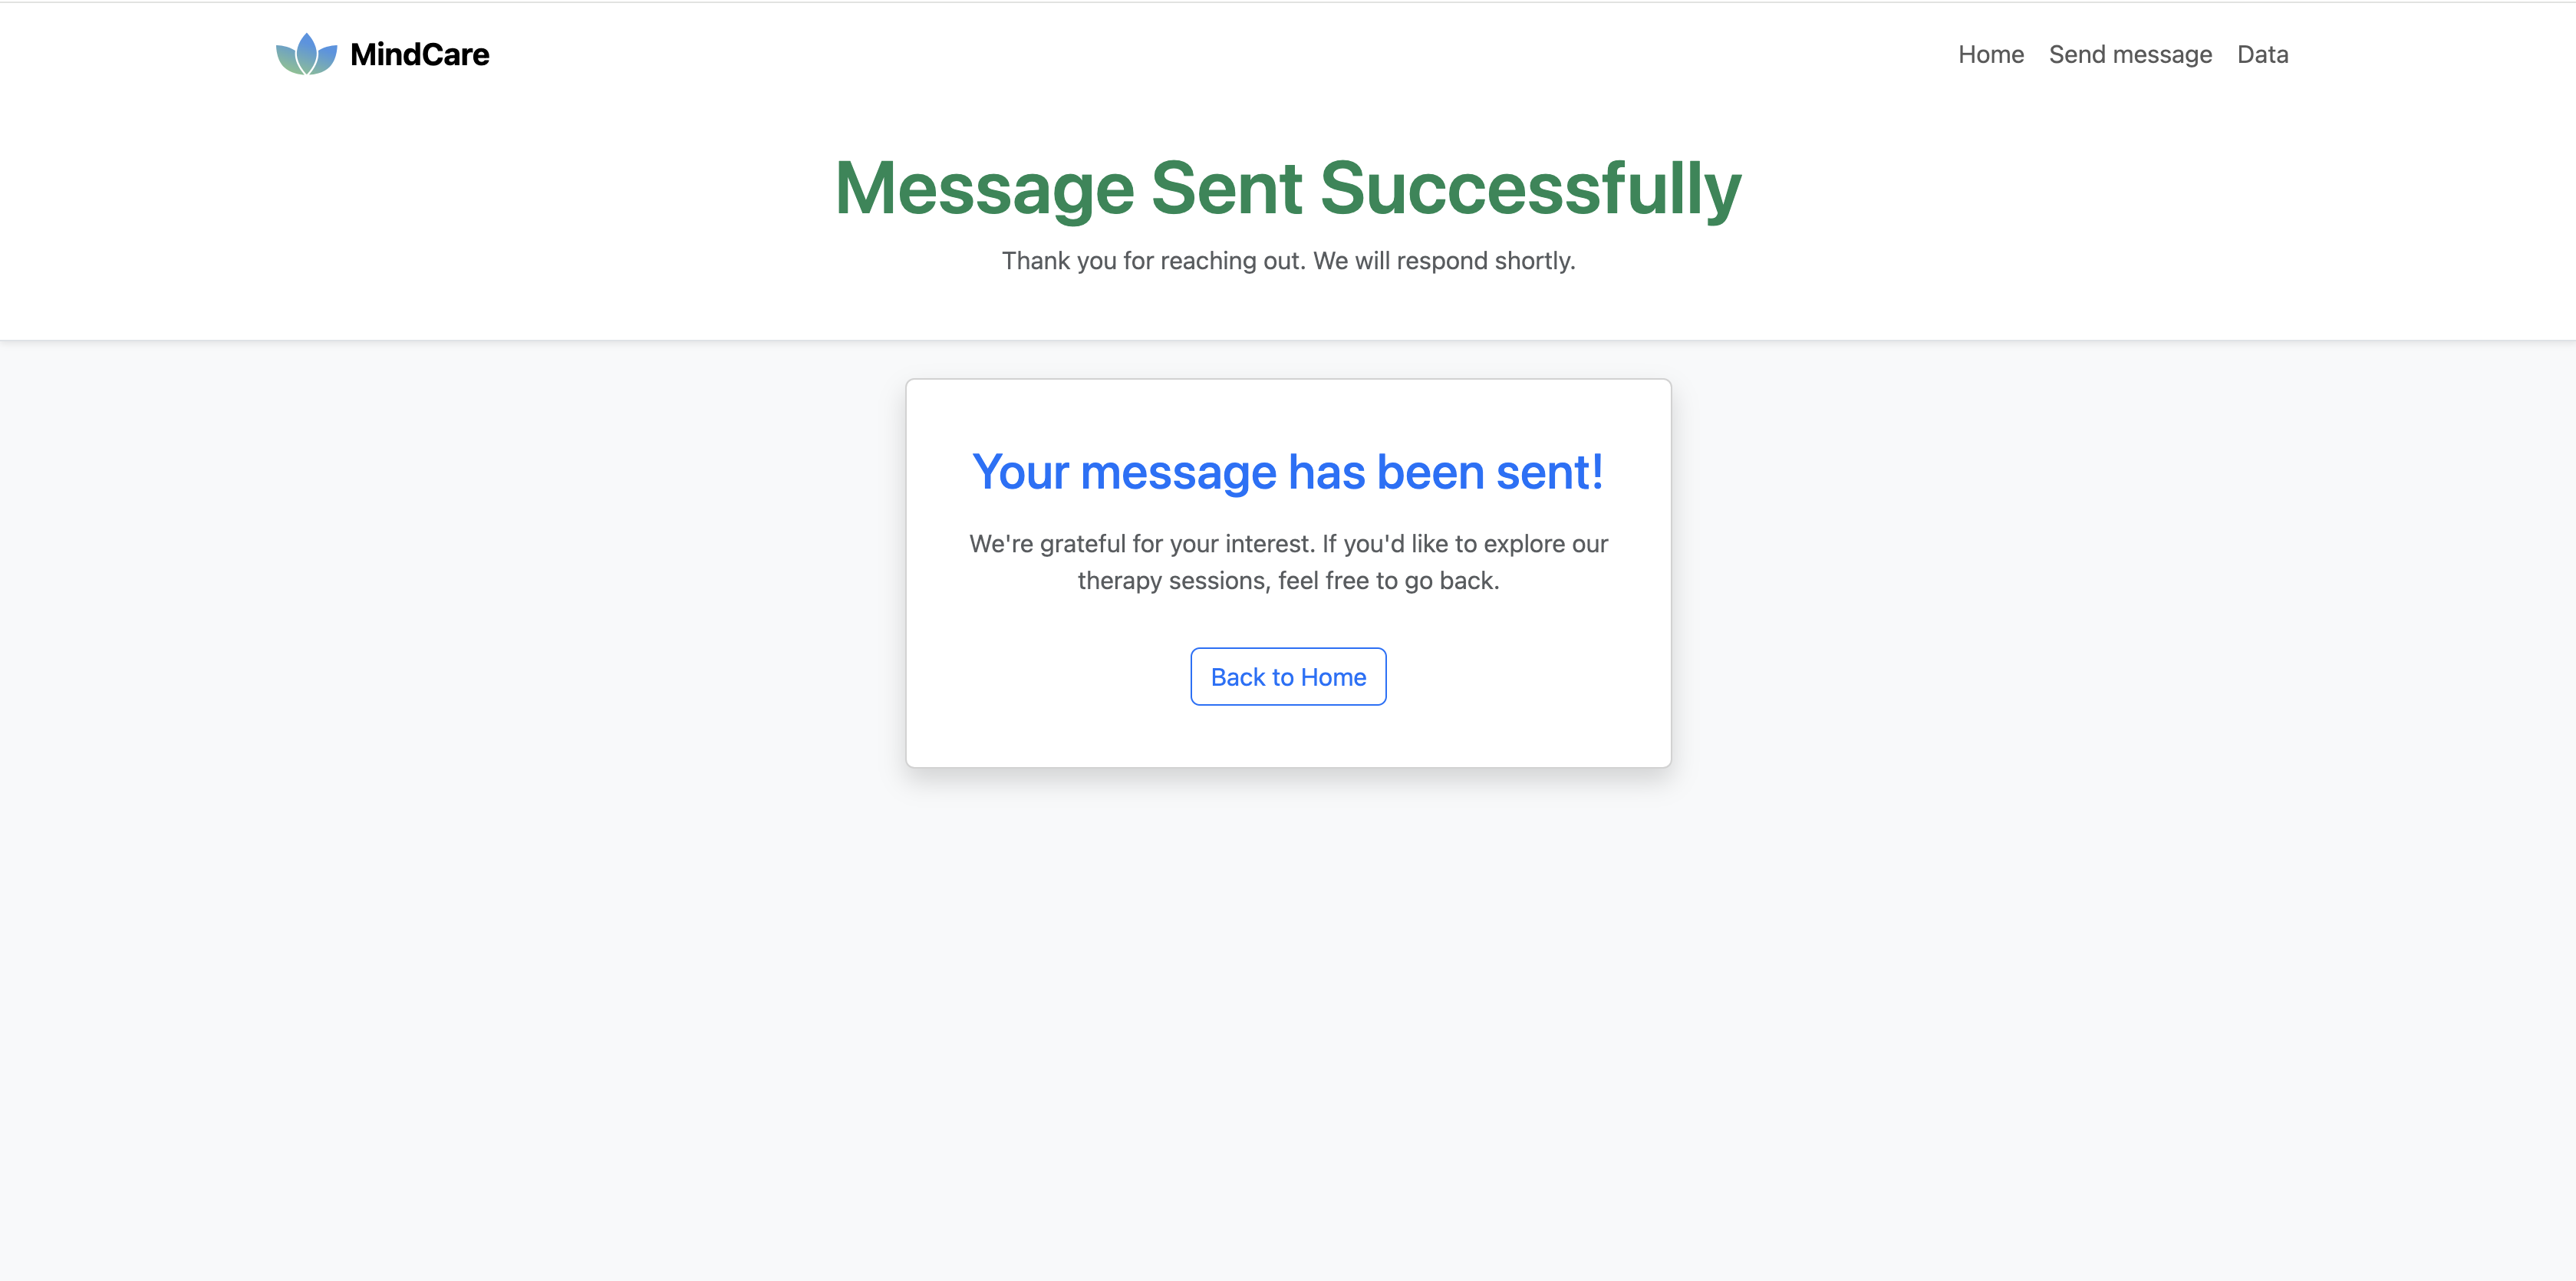 MindCare
Home Send message Data
Message Sent Successfully
Thank you for reaching out. We will respond shortly.
Your message has been sent!
We're grateful for your interest. If you'd like to explore our
therapy sessions, feel free to go back.
Back to Home